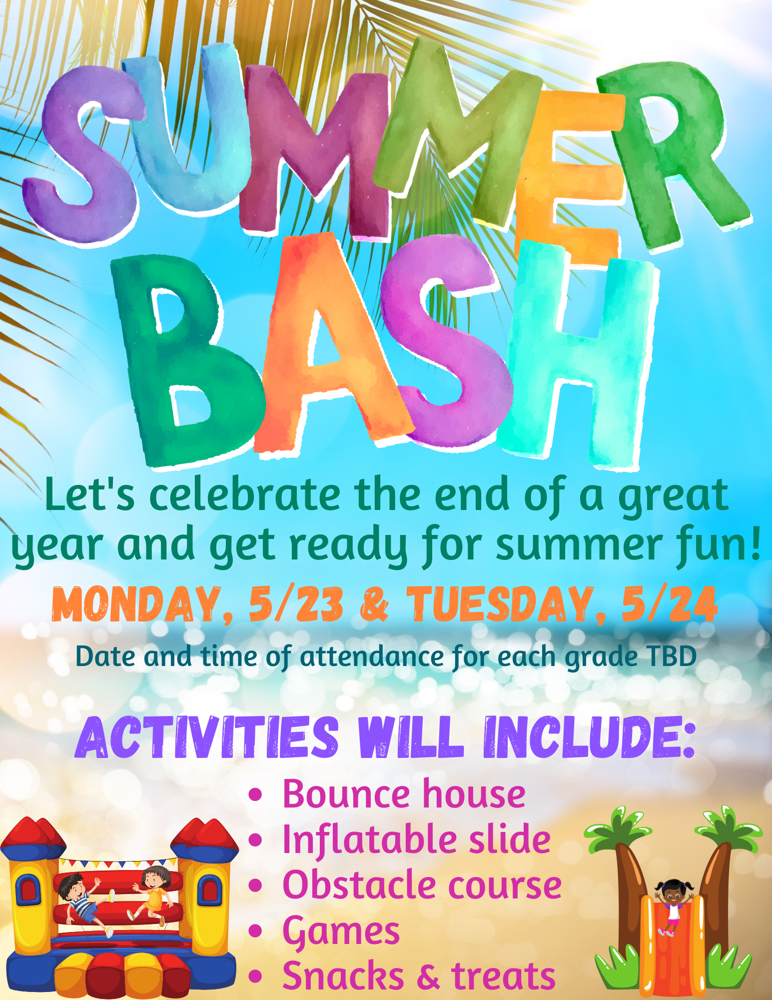 SUMMER
BASH
Let's celebrate the end of a great
year and get ready for summer fun!
MONDAY, 5/23 & TUESDAY, 5/24
Date and time of attendance for each grade TBD
ACTIVITIES WILL INCLUDE:
• Bounce house
• Inflatable slide
• Obstacle course
• Games
• Snacks & treats